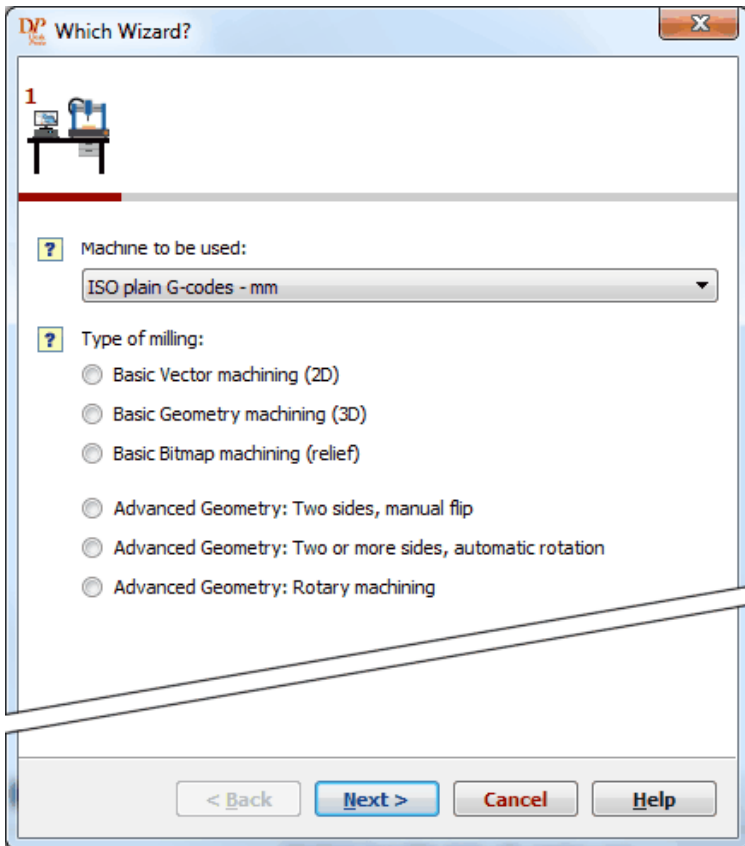 Which Wizard?
1
Machine to be used:
ISO plain G-codes - mm
Type of milling:
Basic Vector machining (2D)
Basic Geometry machining (3D)
Basic Bitmap machining (relief)
Advanced Geometry: Two sides, manual flip
Advanced Geometry: Two or more sides, automatic rotation
Advanced Geometry: Rotary machining
< Back Next > Cancel Help